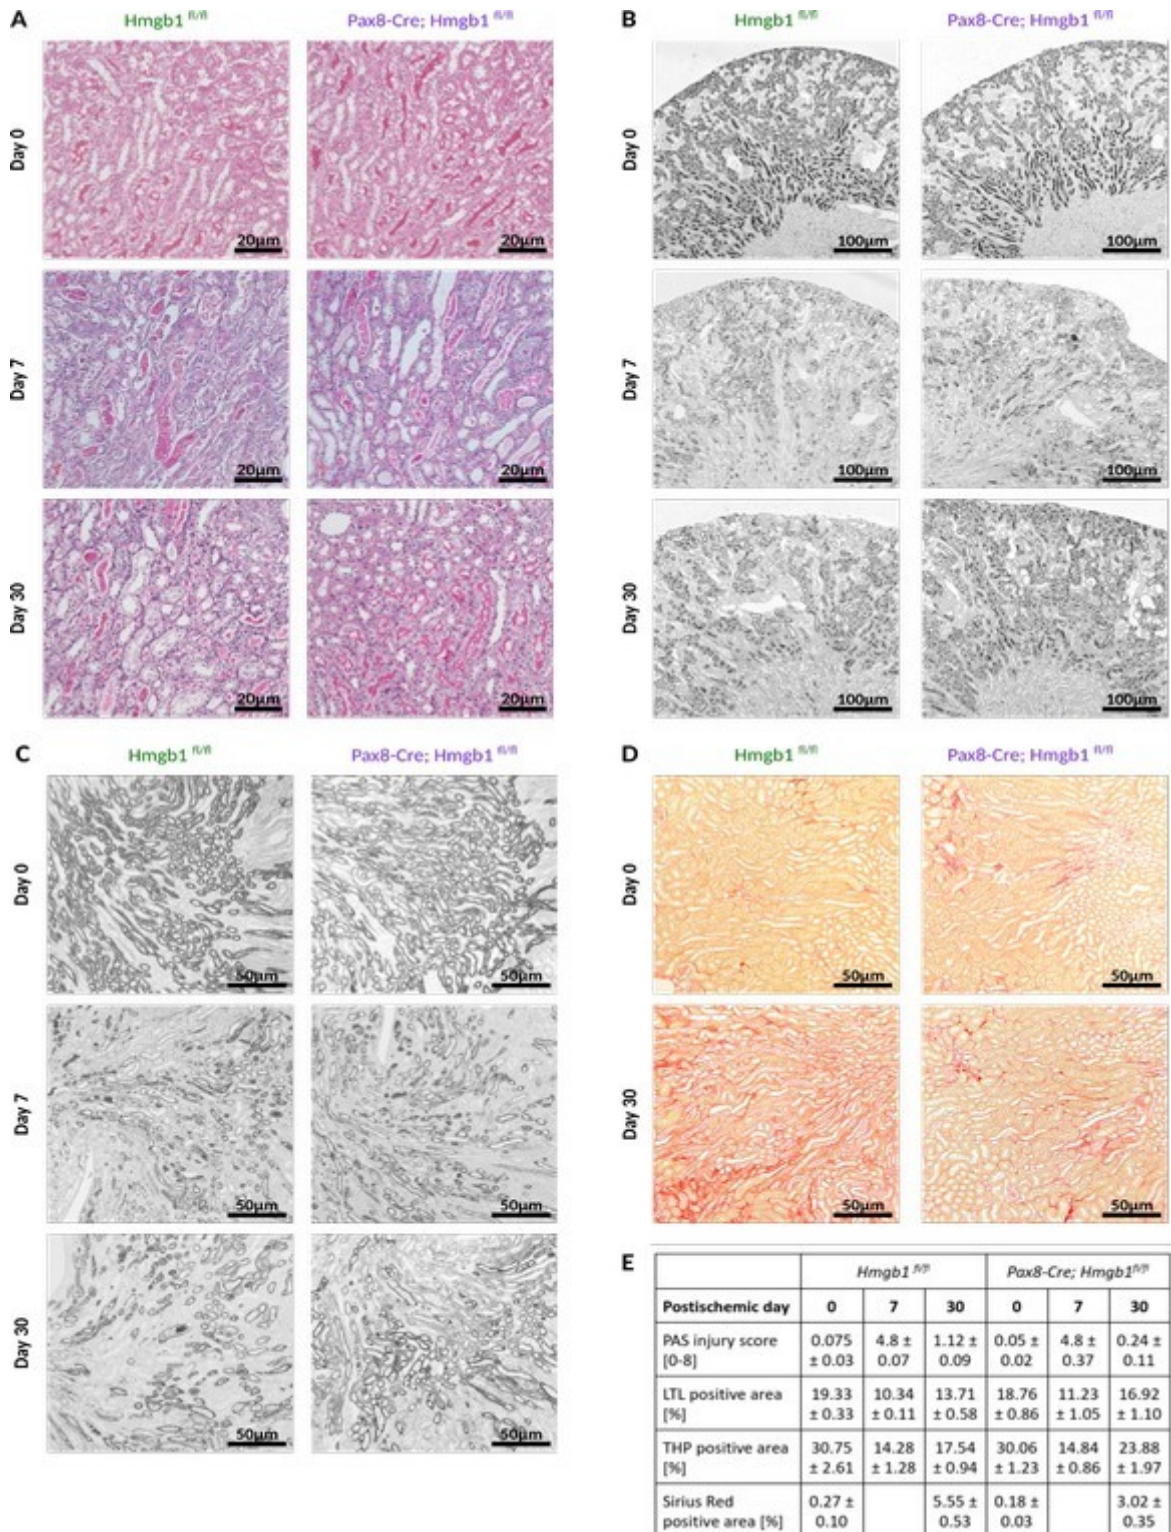 A
Hmgb1 fl/fl
Pax8-Cre; Hmgb1 fl/fl
Day 0
20µm
20µm
Day 7
20µm
20µm
Day 30
20µm
20µm
B
Hmgb1 fl/fl
Pax8-Cre; Hmgb1 fl/fl
Day 0
100µm
100µm
Day 7
100µm
100µm
Day 30
100µm
100µm
C
Hmgb1 fl/fl
Pax8-Cre; Hmgb1 fl/fl
Day 0
50µm
50µm
Day 7
50µm
50µm
Day 30
50µm
50µm
D
Hmgb1 fl/fl
Pax8-Cre; Hmgb1 fl/fl
Day 0
50µm
50µm
Day 30
50µm
50µm
E
Hmgb1 fl/fl Pax8-Cre; Hmgb1 fl/fl
Postischemic day 0 7 30 0 7 30
PAS injury score 0.075 4.8 ± 1.12 ± 0.05 ± 4.8 ± 0.24 ±
[0-8] ± 0.03 0.07 0.09 0.02 0.37 0.11
LTL positive area 19.33 10.34 13.71 18.76 11.23 16.92
[%] ± 0.33 ± 0.11 ± 0.58 ± 0.86 ± 1.05 ± 1.10
THP positive area 30.75 14.28 17.54 30.06 14.84 23.88
[%] ± 2.61 ± 1.28 ± 0.94 ± 1.23 ± 0.86 ± 1.97
Sirius Red 0.27 ± 5.55 ± 0.18 ± 3.02 ±
positive area [%] 0.10 0.53 0.03 0.35